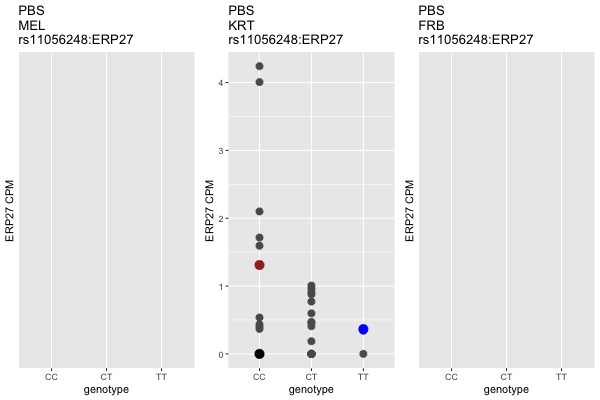 PBS
MEL
rs11056248:ERP27
ERP27 CPM
CC CT TT
genotype
PBS
KRT
rs11056248:ERP27
ERP27 CPM
4
3
2
1
0
CC CT TT
genotype
PBS
FRB
rs11056248:ERP27
ERP27 CPM
CC CT TT
genotype